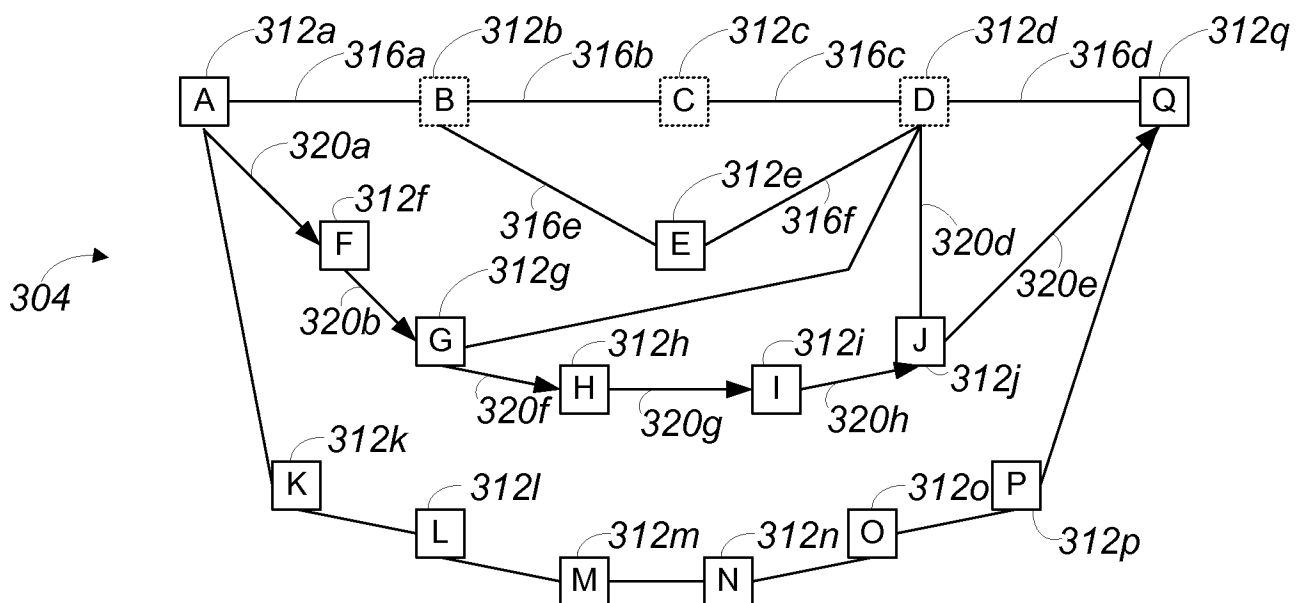 312a 312b 312c 312d 312q
316a 316b 316c 316d
A B C D Q
320a
312f 312e
316e 316f
F E
320d
312g
304 320b 320e
G J
312h 312i
312j
H I
320f 320g 320h
312k
K P
312l 312o
L O
312m 312n 312p
M N